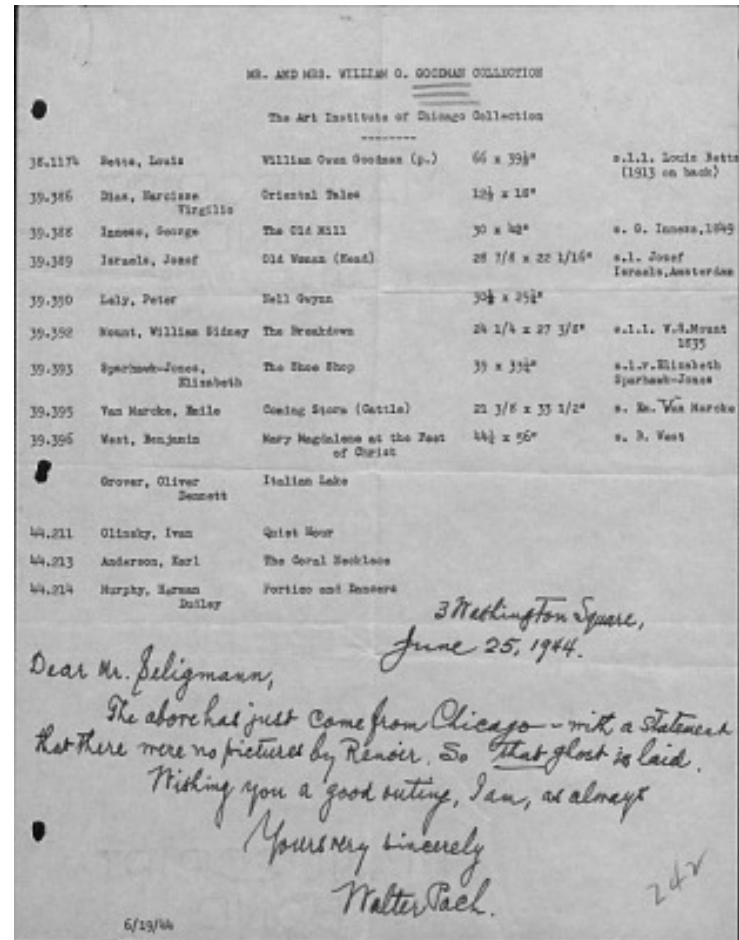 MR. AND MRS. WILLIAM O. GOODMAN COLLECTION
The Art Institute of Chicago Collection
--------
38.1174 Betts, Louis William Owen Goodman (p.) 66 x 39½" s.l.l. Louis Betts
(1913 on back)
39.386 Diaz, Narcisse Oriental Tales 12½ x 16"
Virgilio
39.388 Inness, George The Old Mill 30 x 42" s. G. Inness, 1849
39.389 Israels, Josef Old Woman (Head) 28 7/8 x 22 1/16" s.l. Josef
Israels, Amsterdam
39.390 Lely, Peter Nell Gwynn 30½ x 25¼"
39.392 Mount, William Sidney The Breakdown 24 1/4 x 27 3/8" s.l.l. W.S.Mount
1835
39.393 Sparhawk-Jones, The Shoe Shop 39 x 33¼" s.l.r.Elizabeth
Elizabeth Sparhawk-Jones
39.395 Van Marcke, Emile Coming Storm (Cattle) 21 3/8 x 33 1/2" s. Em. Van Marcke
39.396 West, Benjamin Mary Magdalene at the Feet 44½ x 56" s. B. West
of Christ
Grover, Oliver Italian Lake
Dennett
44.211 Olinsky, Ivan Quiet Hour
44.213 Anderson, Karl The Coral Necklace
44.214 Murphy, Herman Portico and Dancers
Dudley
3 Washington Square,
June 25, 1944.
Dear Mr. Seligmann,
The above has just come from Chicago – with a statement
that there were no pictures by Renoir. So that ghost is laid.
Wishing you a good outing, I am, as always
Yours very sincerely
Walter Pach.
242
6/19/44